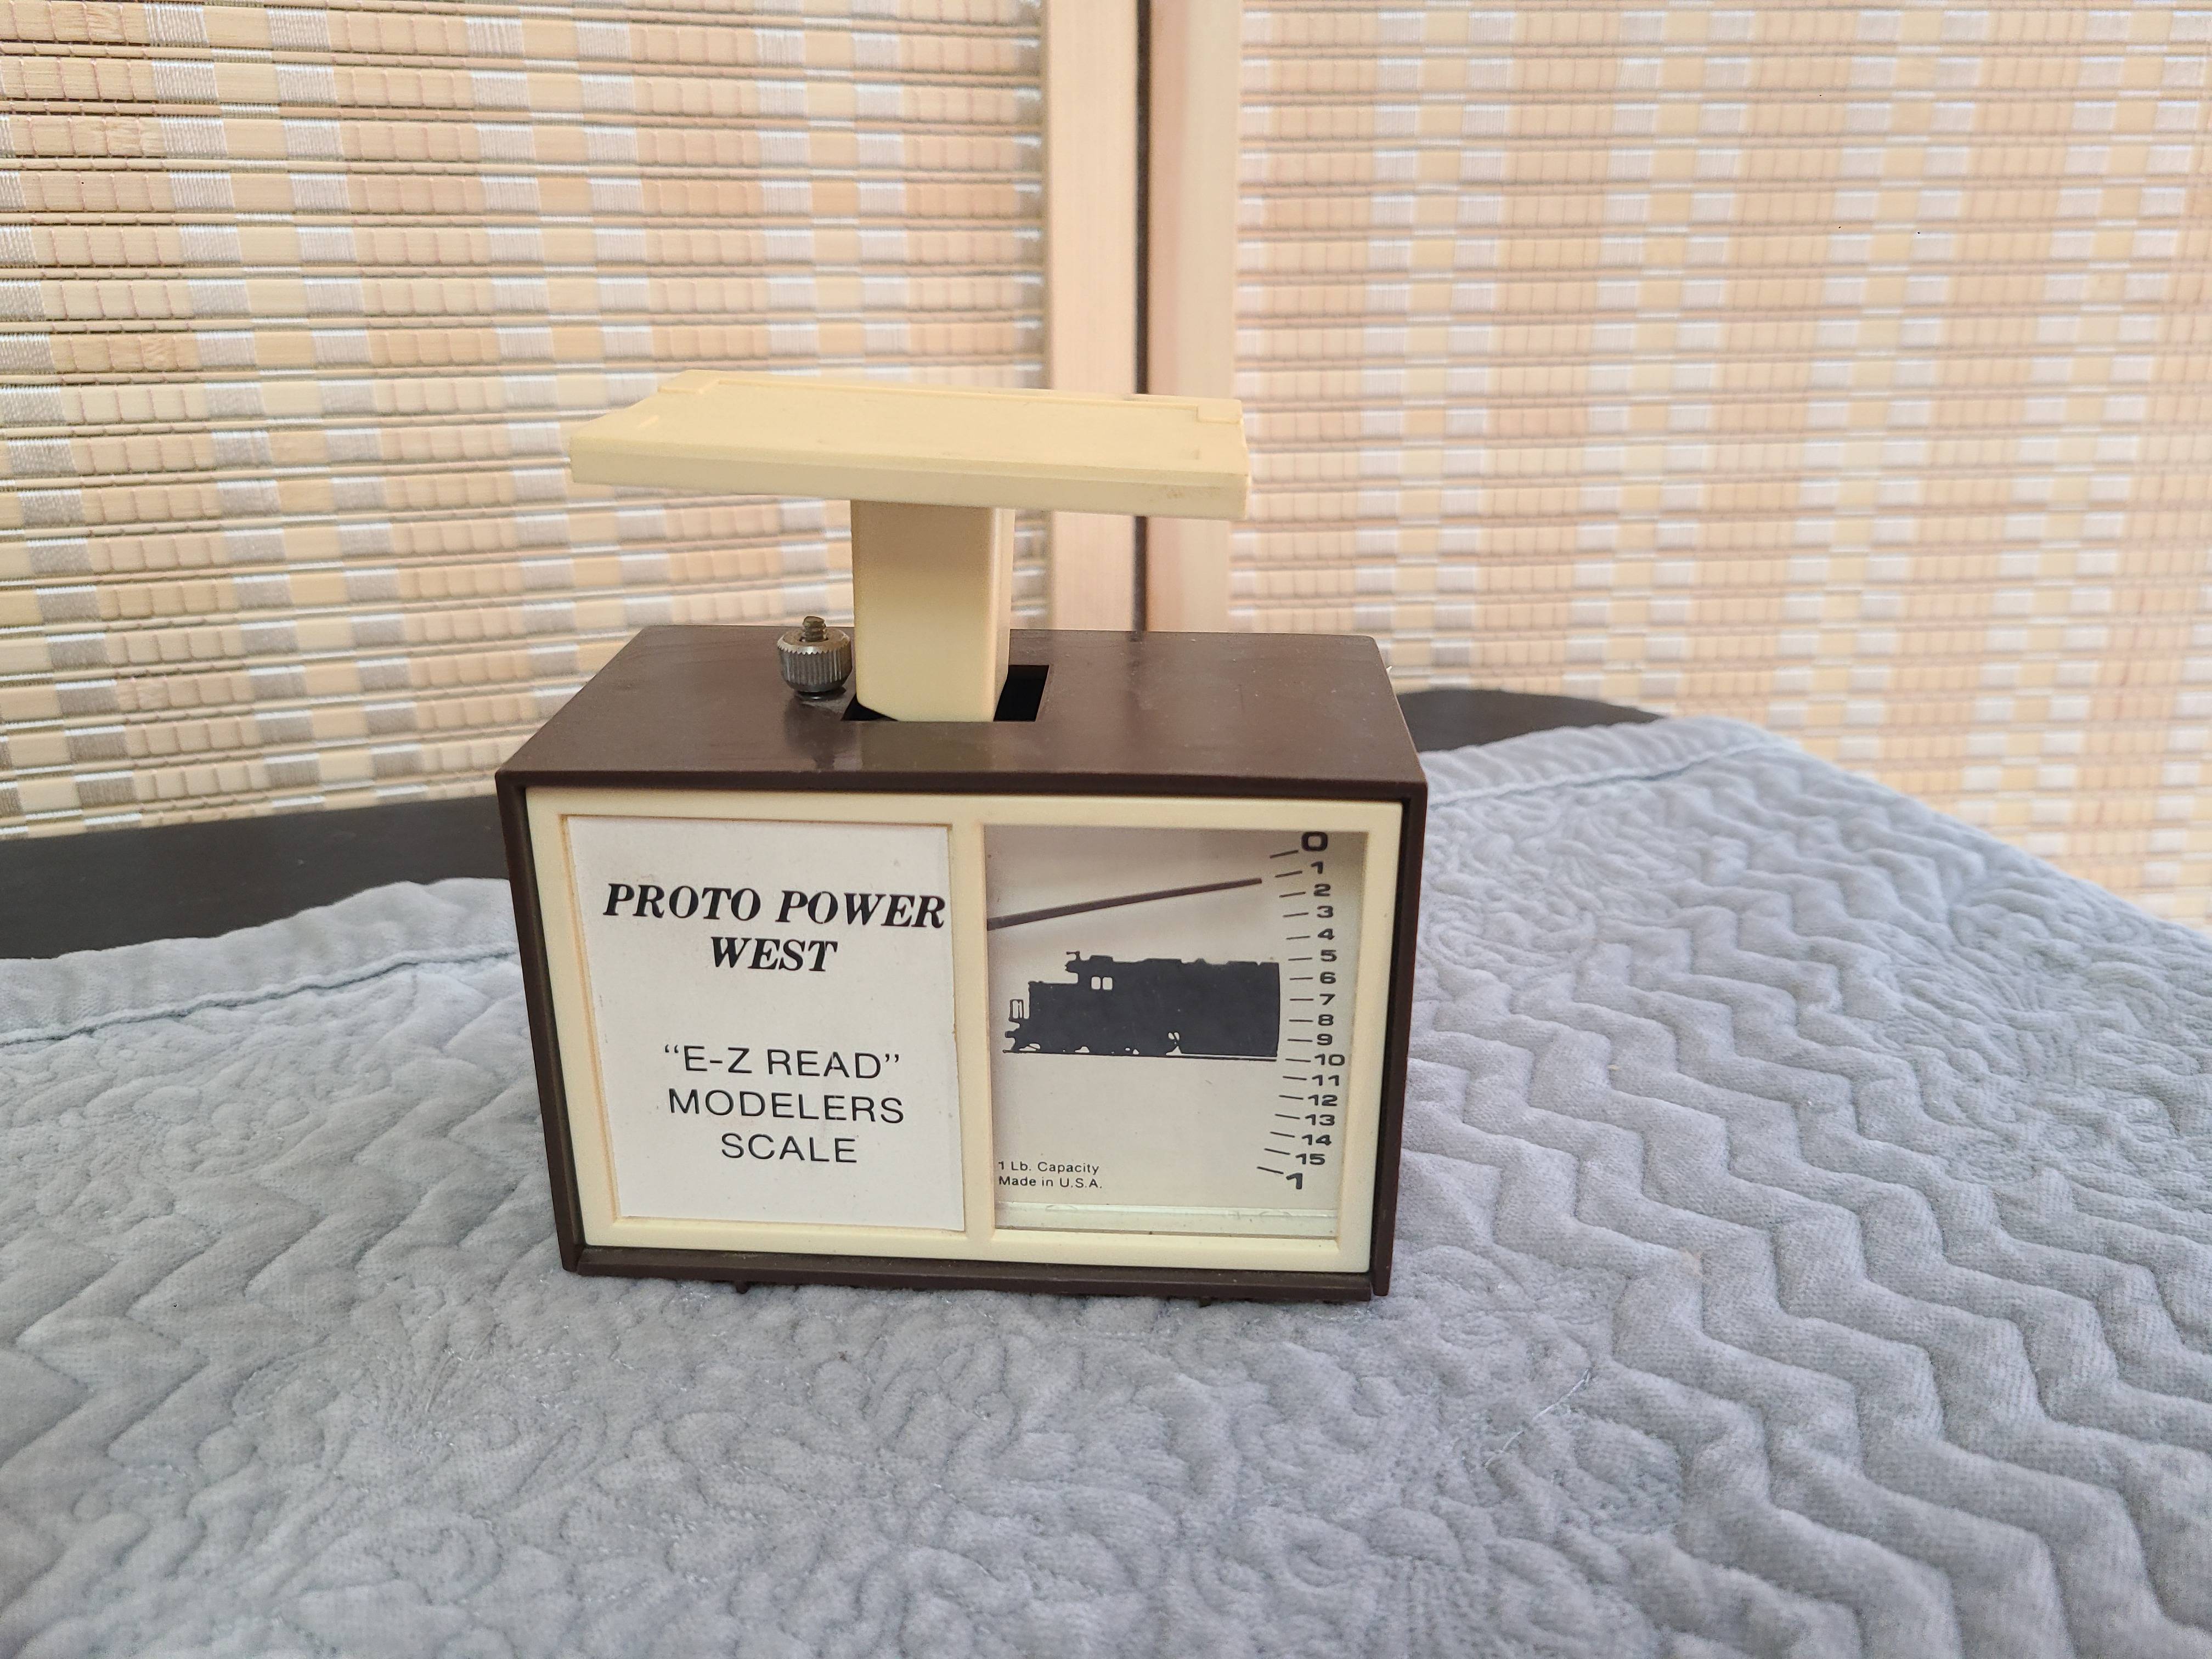 PROTO POWER
WEST
“E-Z READ”
MODELERS
SCALE
0
1
2
3
4
5
6
7
8
9
10
11
12
13
14
15
1
1 Lb. Capacity
Made in U.S.A.